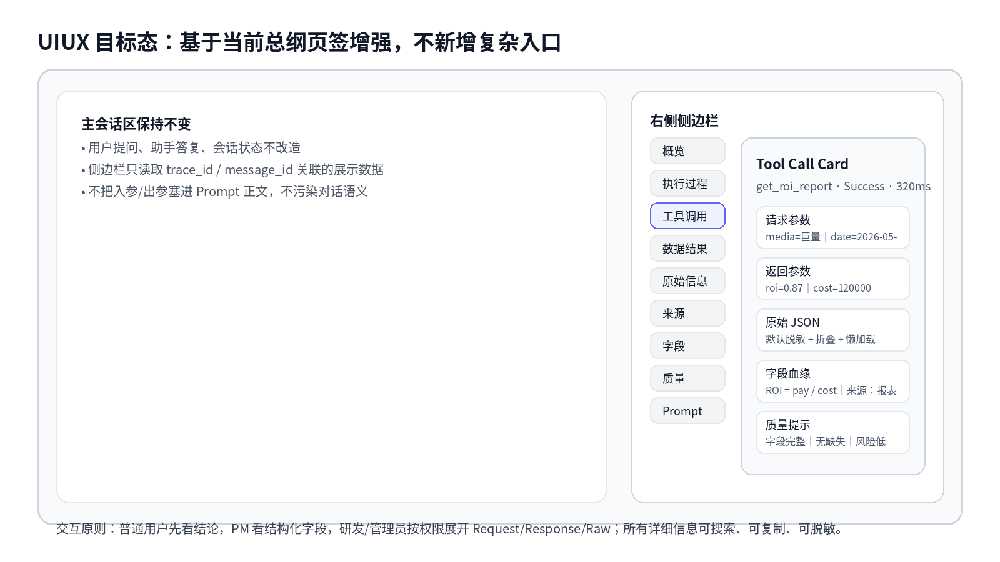 UIUX 目标态：基于当前总纲页签增强，不新增复杂入口
主会话区保持不变
• 用户提问、助手答复、会话状态不改造
• 侧边栏只读取 trace_id / message_id 关联的展示数据
• 不把入参/出参塞进 Prompt 正文，不污染对话语义
右侧侧边栏
概览
执行过程
工具调用
数据结果
原始信息
来源
字段
质量
Prompt
Tool Call Card
get_roi_report · Success · 320ms
请求参数
media=巨量｜date=2026-05-
返回参数
roi=0.87｜cost=120000
原始 JSON
默认脱敏 + 折叠 + 懒加载
字段血缘
ROI = pay / cost｜来源：报表
质量提示
字段完整｜无缺失｜风险低
交互原则：普通用户先看结论，PM 看结构化字段，研发/管理员按权限展开 Request/Response/Raw；所有详细信息可搜索、可复制、可脱敏。